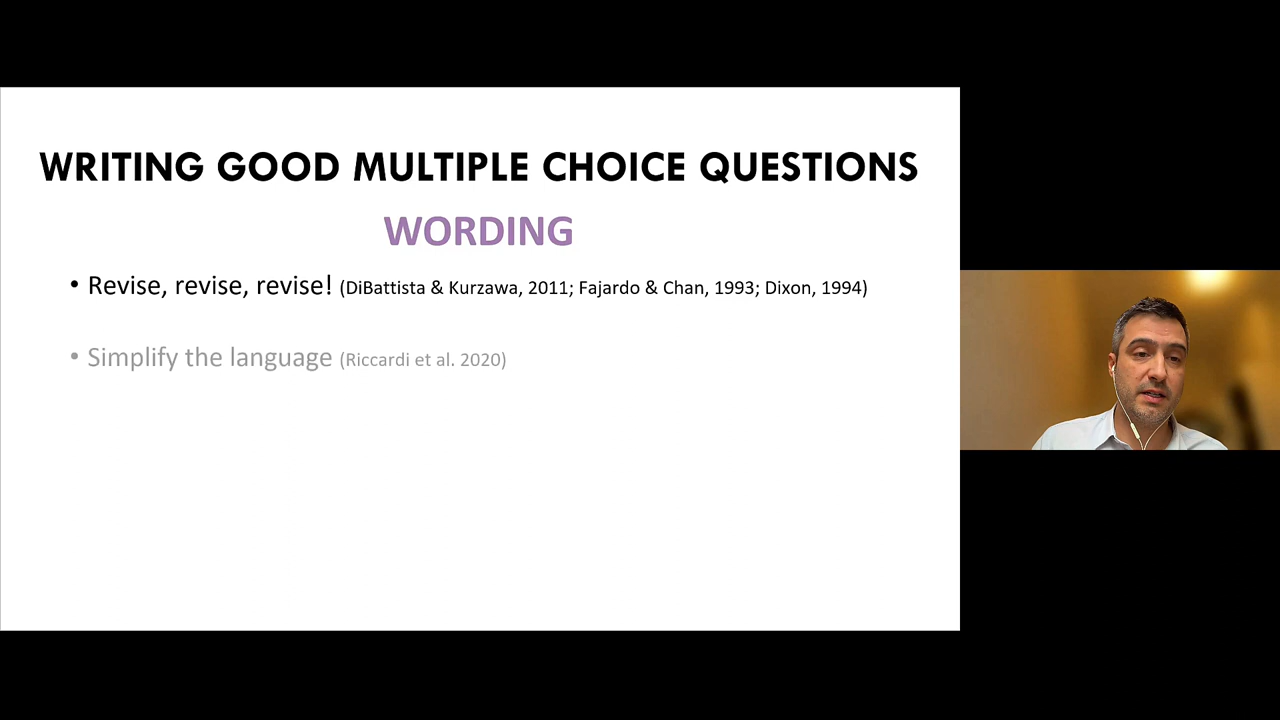 WRITING GOOD MULTIPLE CHOICE QUESTIONS
WORDING
• Revise, revise, revise! (DiBattista & Kurzawa, 2011; Fajardo & Chan, 1993; Dixon, 1994)
• Simplify the language (Riccardi et al. 2020)